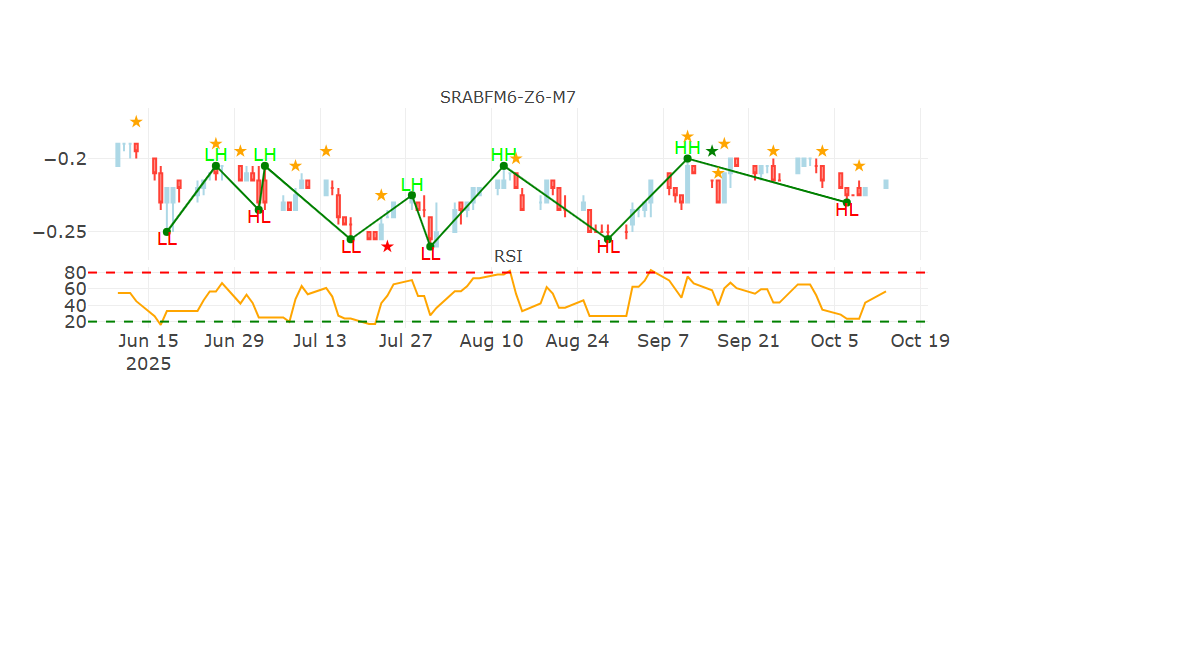 SRABFM6-Z6-M7
−0.2
−0.25
LL
LH
HL
LH
LL
LH
LL
HH
HL
HH
HL
RSI
80
60
40
20
Jun 15
2025
Jun 29
Jul 13
Jul 27
Aug 10
Aug 24
Sep 7
Sep 21
Oct 5
Oct 19